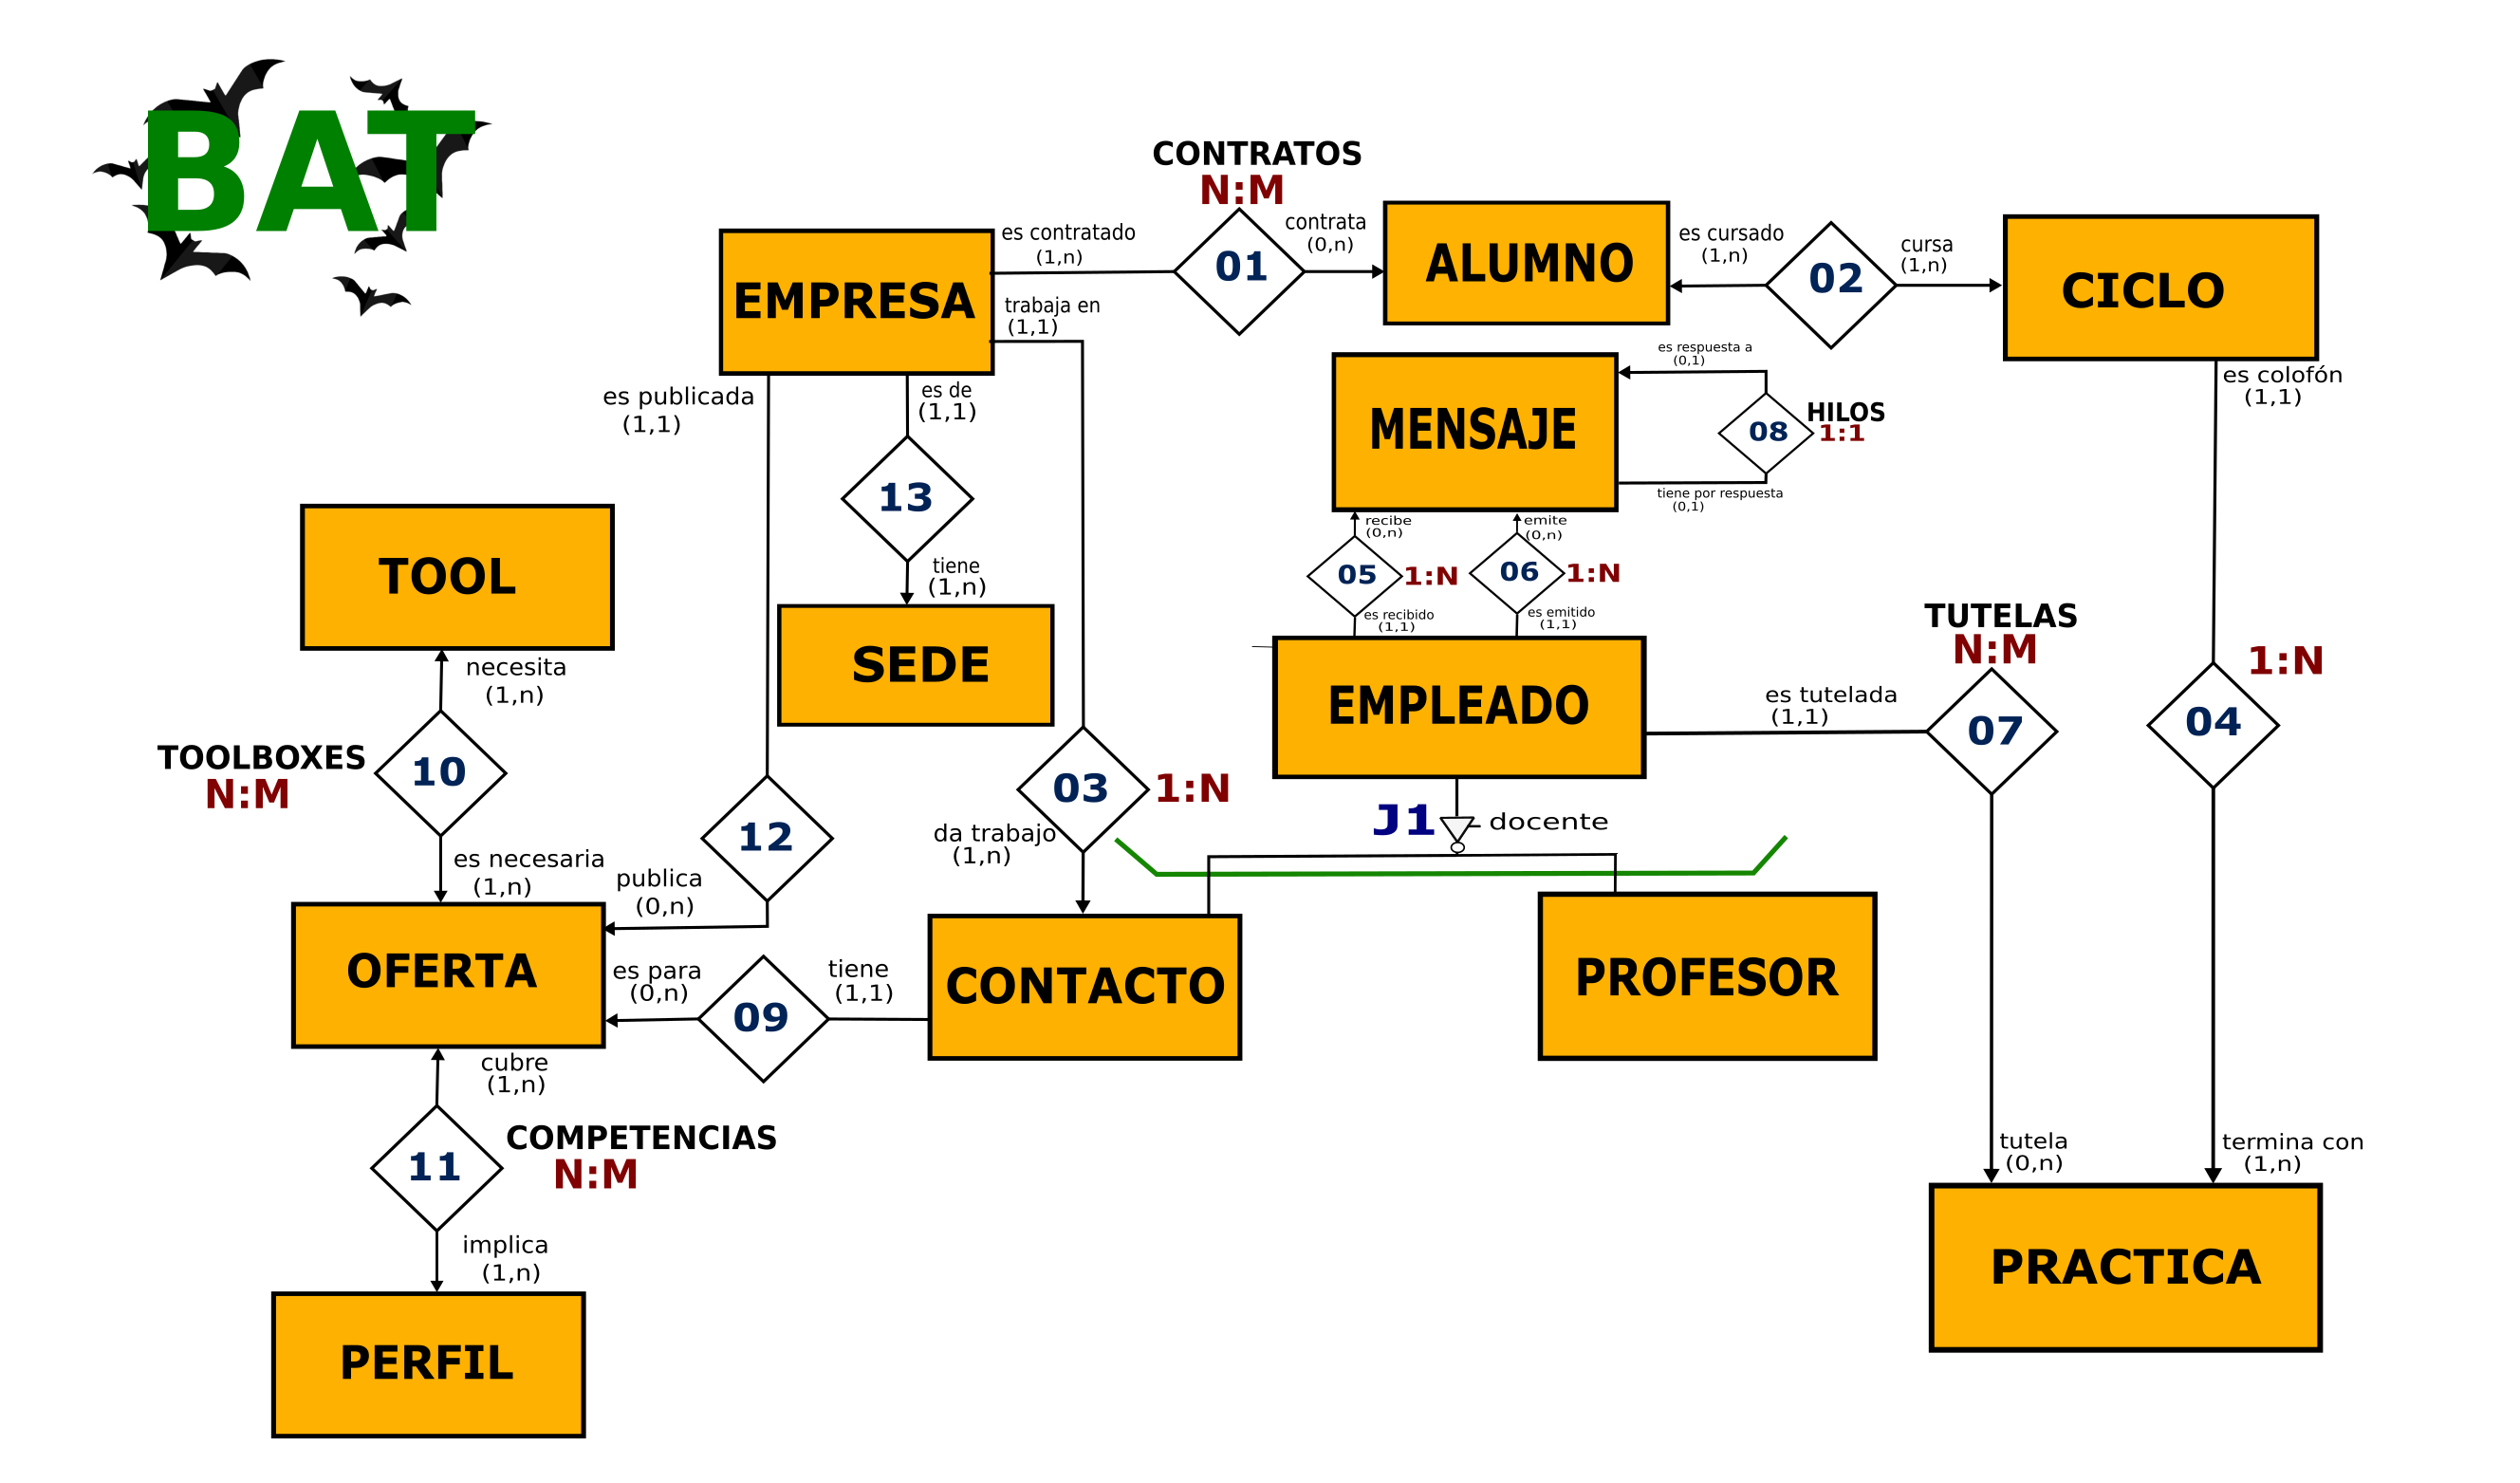 BAT
CONTRATOS
N:M
es contratado
(1,n)
01
contrata
(0,n)
ALUMNO
es cursado
(1,n)
02
cursa
(1,n)
CICLO
EMPRESA
trabaja en
(1,1)
es publicada
(1,1)
es de
(1,1)
MENSAJE
es respuesta a
(0,1)
08
HILOS
1:1
tiene por respuesta
(0,1)
es colofón
(1,1)
13
tiene
(1,n)
recibe
(0,n)
emite
(0,n)
05
1:N
06
1:N
es recibido
(1,1)
es emitido
(1,1)
TOOL
SEDE
EMPLEADO
TUTELAS
N:M
1:N
necesita
(1,n)
es tutelada
(1,1)
07
04
TOOLBOXES
N:M
10
12
03
1:N
da trabajo
(1,n)
J1
docente
es necesaria
(1,n)
publica
(0,n)
OFERTA
es para
(0,n)
09
tiene
(1,1)
CONTACTO
PROFESOR
cubre
(1,n)
11
COMPETENCIAS
N:M
tutela
(0,n)
termina con
(1,n)
implica
(1,n)
PERFIL
PRACTICA